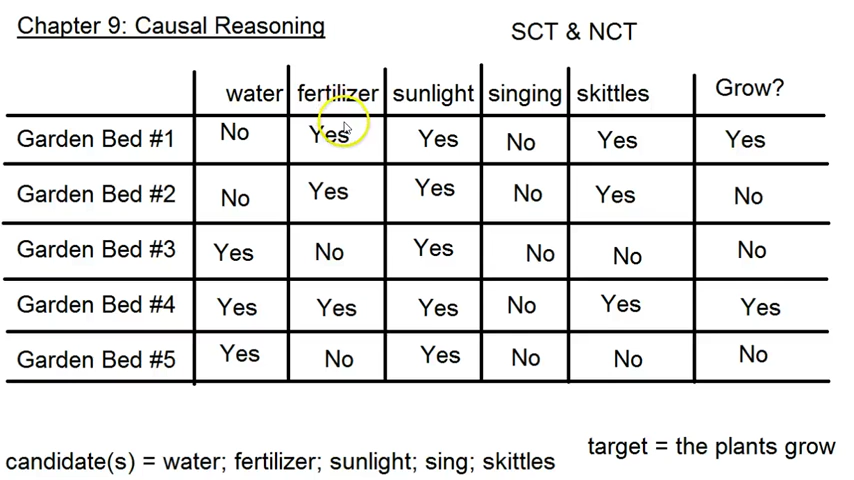 Chapter 9: Causal Reasoning
SCT & NCT
water fertilizer sunlight singing skittles Grow?
Garden Bed #1 No Yes Yes No Yes Yes
Garden Bed #2 No Yes Yes No Yes No
Garden Bed #3 Yes No Yes No No No
Garden Bed #4 Yes Yes Yes No Yes Yes
Garden Bed #5 Yes No Yes No No No
target = the plants grow
candidate(s) = water; fertilizer; sunlight; sing; skittles